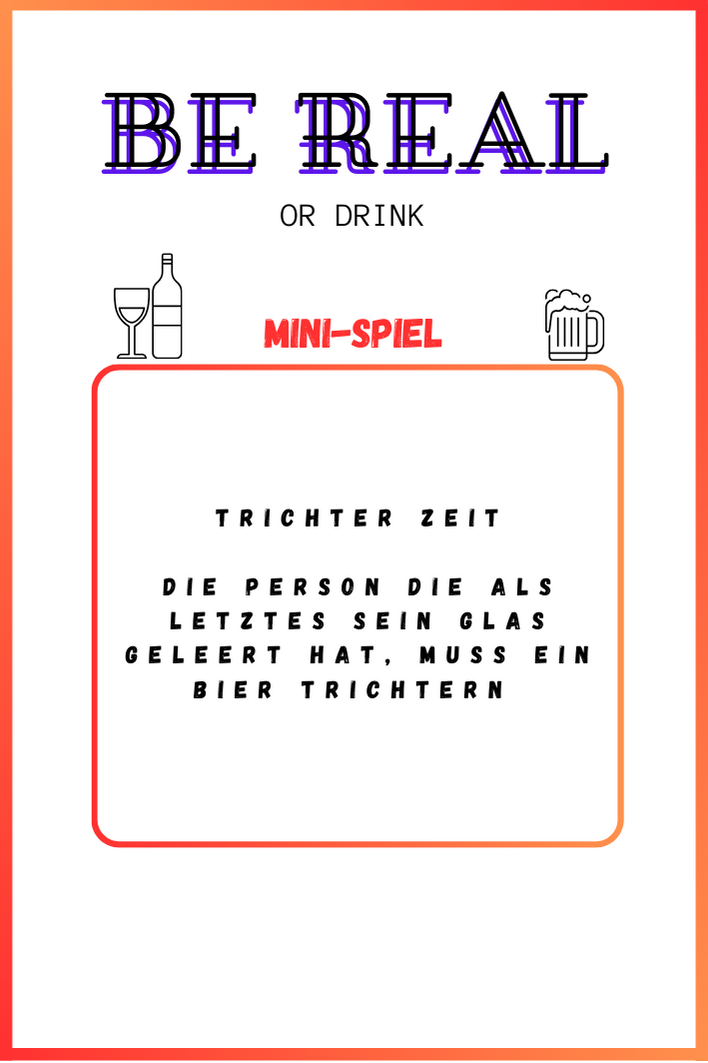 BE REAL
OR DRINK
MINI-SPIEL
TRICHTER ZEIT
DIE PERSON DIE ALS
LETZTES SEIN GLAS
GELEERT HAT, MUSS EIN
BIER TRICHTERN